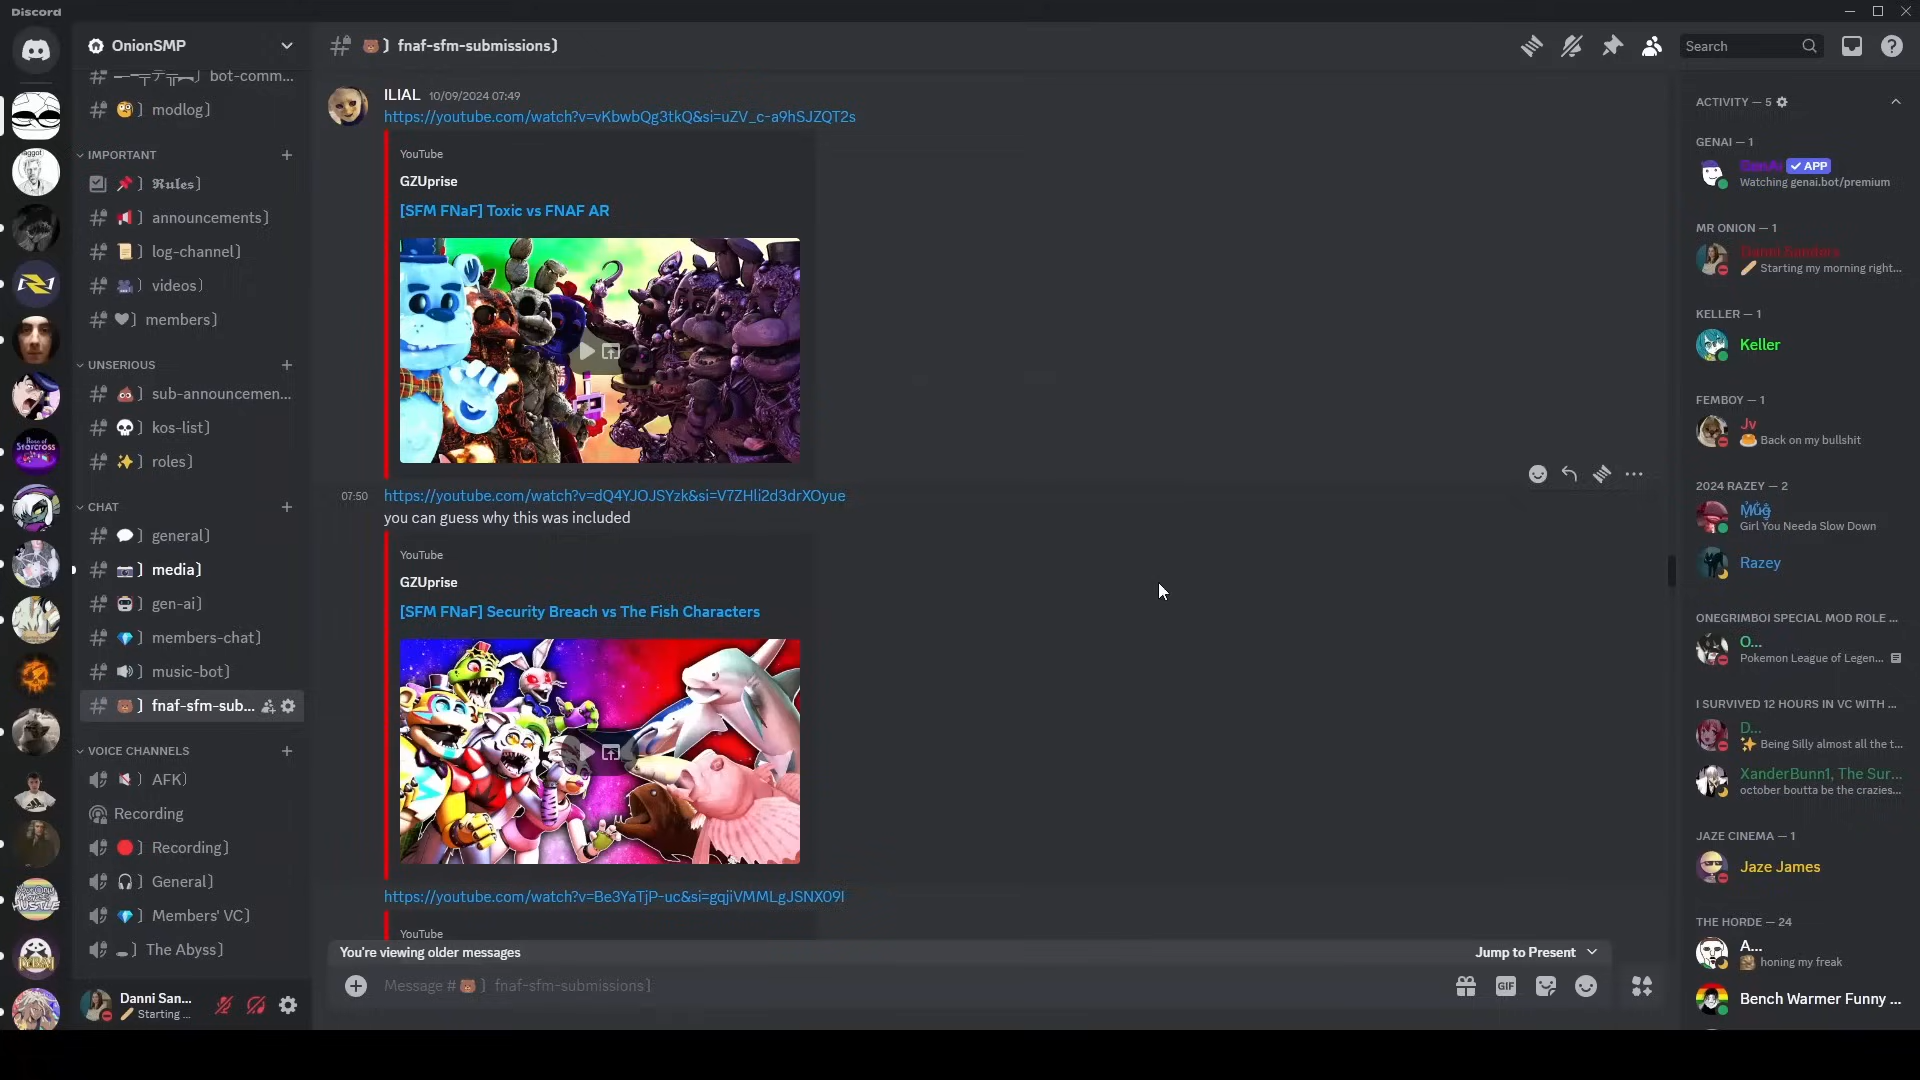 Discord
OnionSMP
bot-comm...
modlog
IMPORTANT
𝕽𝖚𝖑𝖊𝖘
announcements
log-channel
videos
members
UNSERIOUS
sub-announcemen...
kos-list
roles
CHAT
general
media
gen-ai
members-chat
music-bot
fnaf-sfm-sub...
VOICE CHANNELS
AFK
Recording
Recording
General
Members' VC
The Abyss
Danni San...
Starting ...
fnaf-sfm-submissions
ILIAL 10/09/2024 07:49
https://youtube.com/watch?v=vKbwbQg3tkQ&si=uZV_c-a9hSJZQT2s
YouTube
GZUprise
[SFM FNaF] Toxic vs FNAF AR
07:50 https://youtube.com/watch?v=dQ4YJOJSYzk&si=V7ZHli2d3drXOyue
you can guess why this was included
YouTube
GZUprise
[SFM FNaF] Security Breach vs The Fish Characters
https://youtube.com/watch?v=Be3YaTjP-uc&si=gqjiVMMLgJSNX09I
YouTube
You're viewing older messages Jump to Present
Message # fnaf-sfm-submissions
GIF
Search
ACTIVITY — 5
GENAI — 1
GenAI APP
Watching genai.bot/premium
MR ONION — 1
Danni Sanders
Starting my morning right...
KELLER — 1
Keller
FEMBOY — 1
Jv
Back on my bullshit
2024 RAZEY — 2
Mug
Girl You Needa Slow Down
Razey
ONEGRIMBOI SPECIAL MOD ROLE ...
O...
Pokemon League of Legen...
I SURVIVED 12 HOURS IN VC WITH ...
D...
Being Silly almost all the t...
XanderBunn1, The Sur...
october boutta be the crazies...
JAZE CINEMA — 1
Jaze James
THE HORDE — 24
A...
honing my freak
Bench Warmer Funny ...